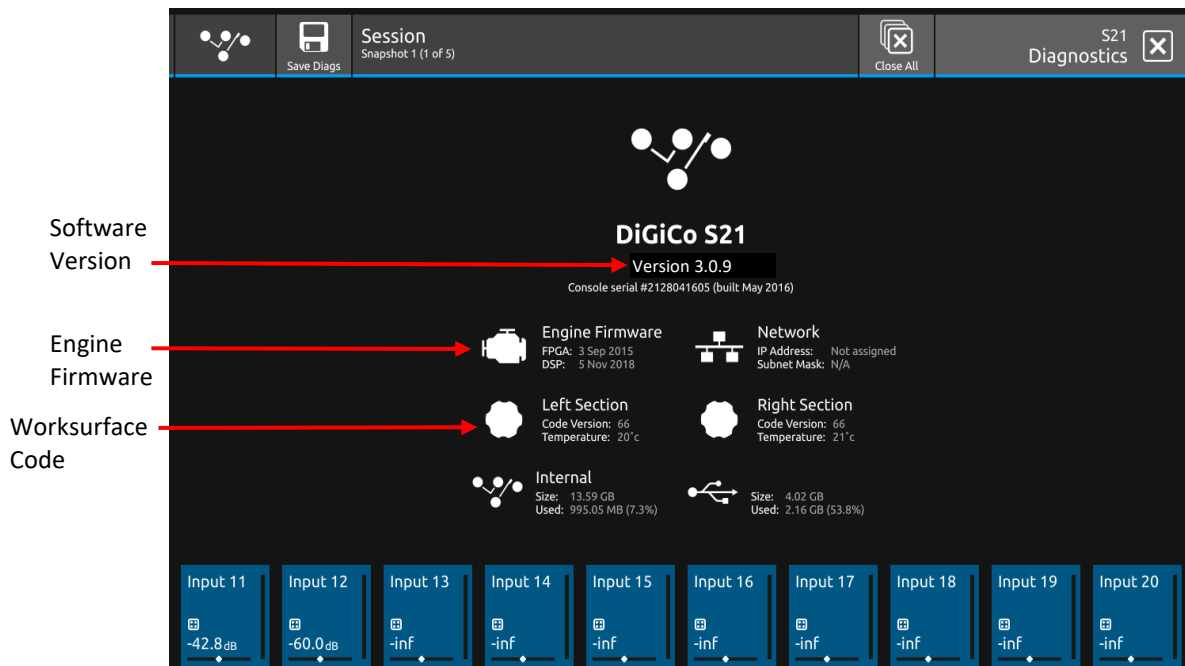 Save Diags
Session
Snapshot 1 (1 of 5)
Close All
S21
Diagnostics
DiGiCo S21
Software
Version
Version 3.0.9
Console serial #2128041605 (built May 2016)
Engine
Firmware
Engine Firmware
FPGA: 3 Sep 2015
DSP: 5 Nov 2018
Network
IP Address: Not assigned
Subnet Mask: N/A
Worksurface
Code
Left Section
Code Version: 66
Temperature: 20°c
Right Section
Code Version: 66
Temperature: 21°c
Internal
Size: 13.59 GB
Used: 995.05 MB (7.3%)
Size: 4.02 GB
Used: 2.16 GB (53.8%)
Input 11
-42.8 dB
Input 12
-60.0 dB
Input 13
-inf
Input 14
-inf
Input 15
-inf
Input 16
-inf
Input 17
-inf
Input 18
-inf
Input 19
-inf
Input 20
-inf